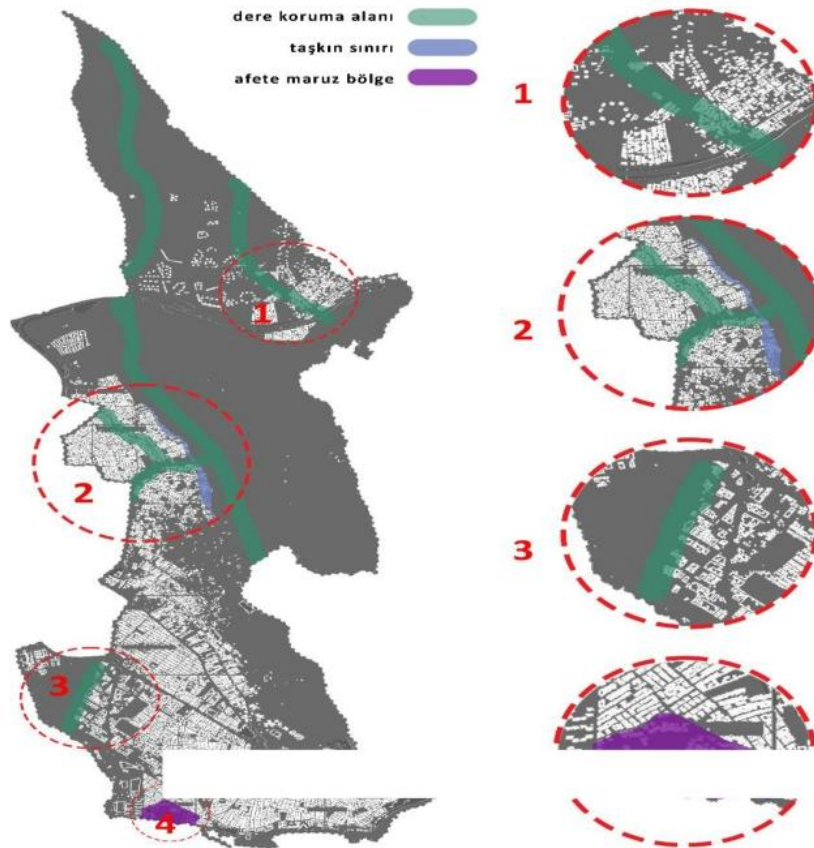 dere koruma alanı
taşkın sınırı
afete maruz bölge
1
1
2
2
3
3
4